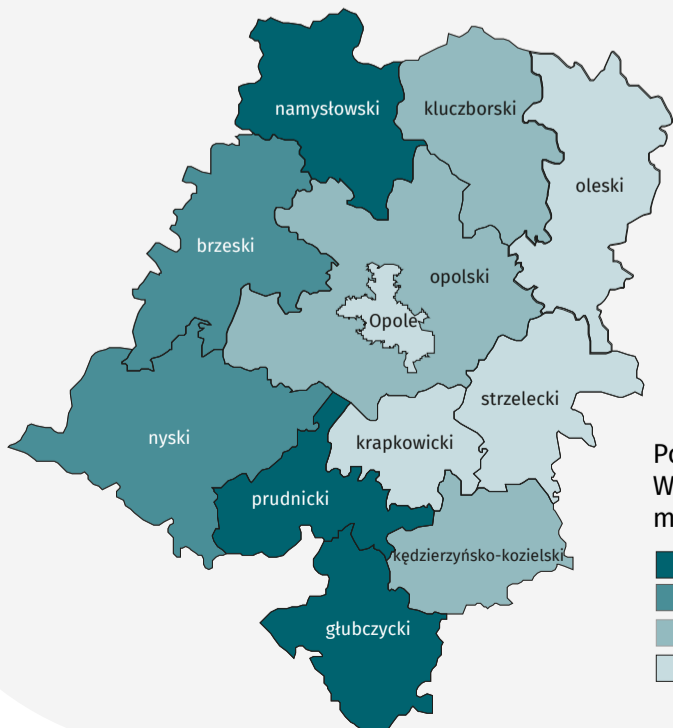 namysłowski
kluczborski
oleski
brzeski
opolski
Opole
strzelecki
nyski
krapkowicki
prudnicki
kędzierzyńsko-kozielski
głubczycki